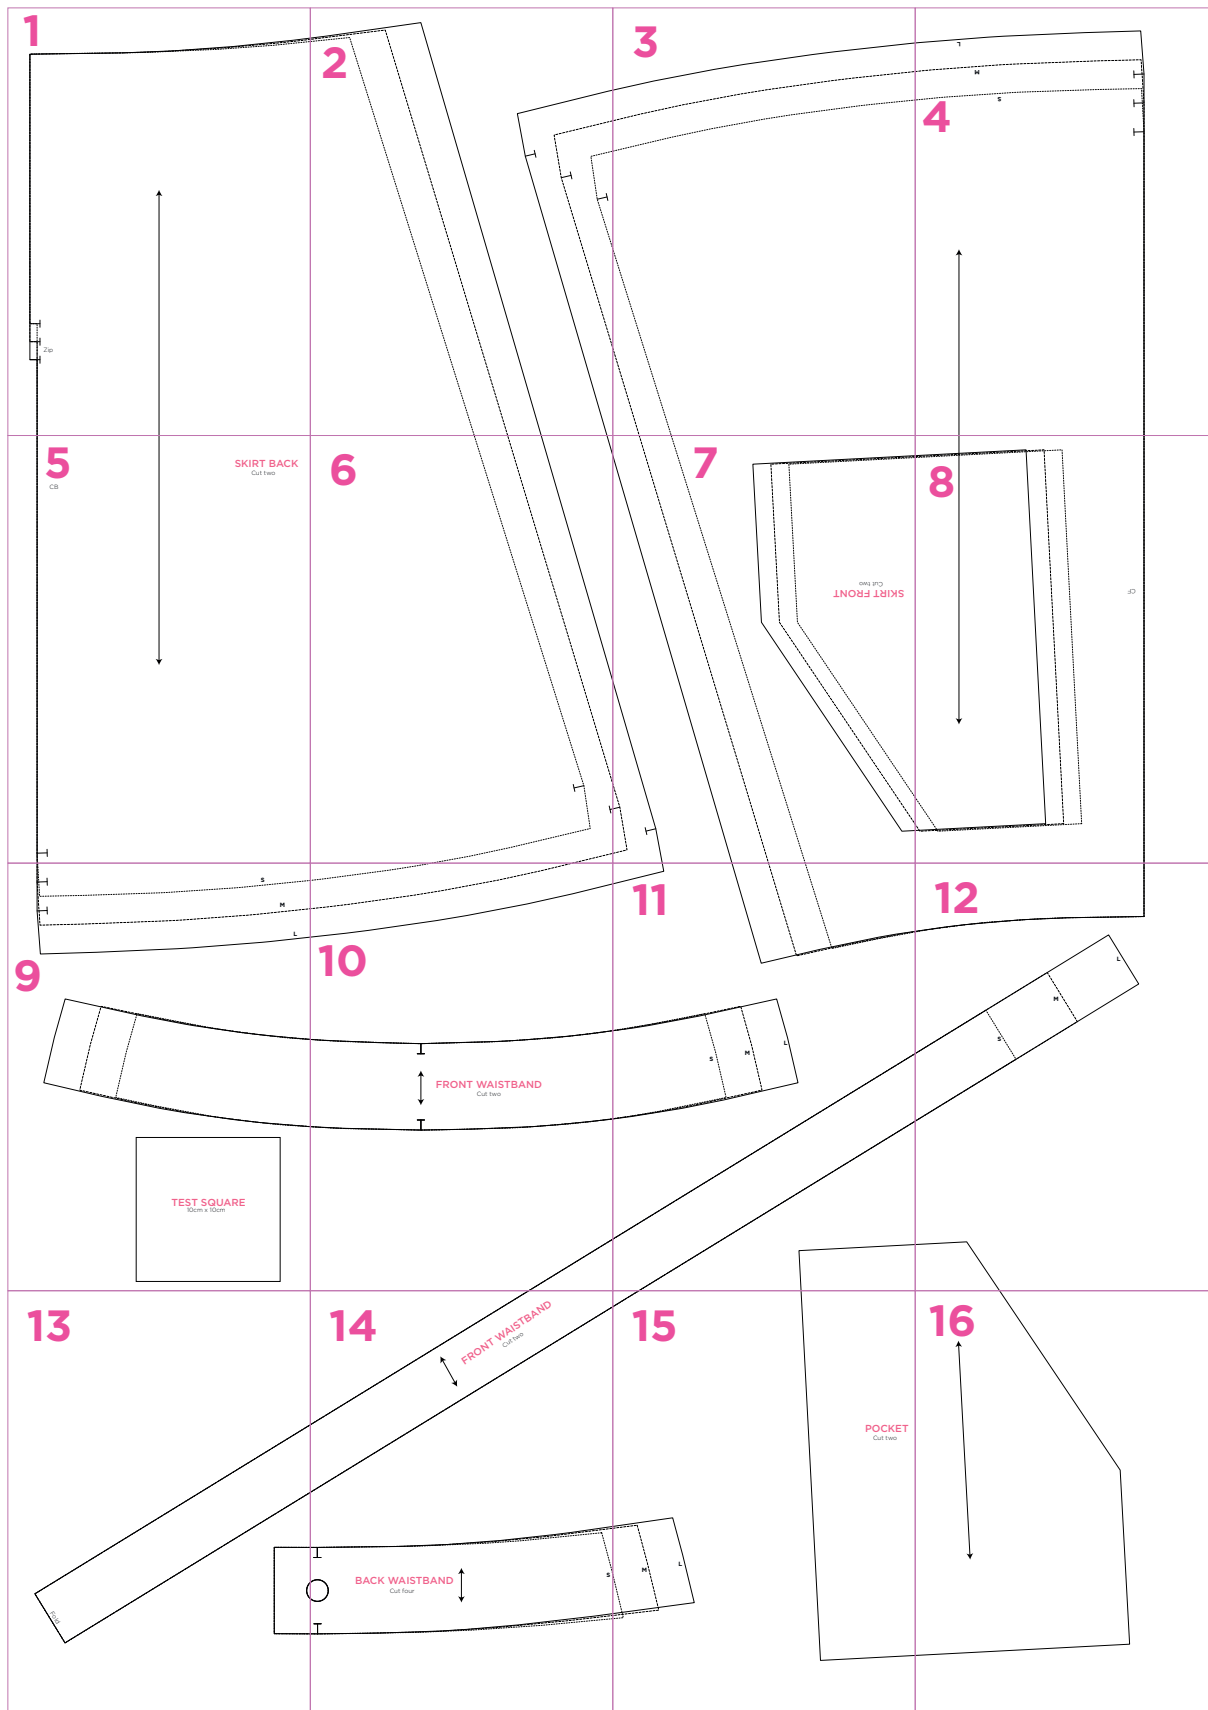 1
2
3
4
L
M
S
Zip
5
6
7
8
SKIRT BACK
Cut two
CB
SKIRT FRONT
Cut two
CF
S
M
L
9
10
11
12
L
M
S
S
M
L
FRONT WAISTBAND
Cut two
TEST SQUARE
10cm x 10cm
13
14
15
16
FRONT WAISTBAND
Cut two
POCKET
Cut two
BACK WAISTBAND
Cut four
S
M
L
Fold